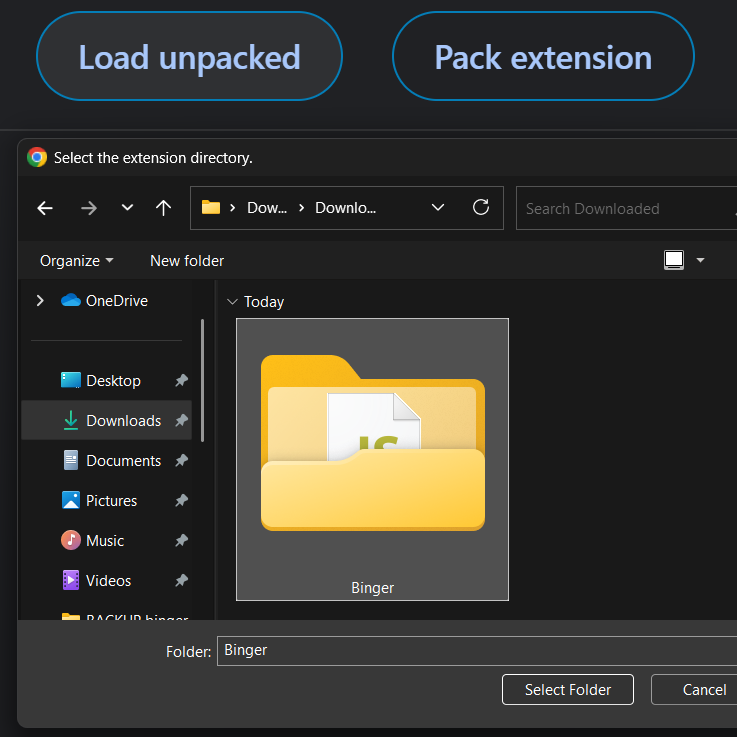 Load unpacked
Pack extension
Select the extension directory.
Dow... Downlo...
Search Downloaded
Organize
New folder
OneDrive
Today
Desktop
Downloads
Documents
Pictures
Music
Videos
BACKUP binger
JS
Binger
Folder: Binger
Select Folder
Cancel